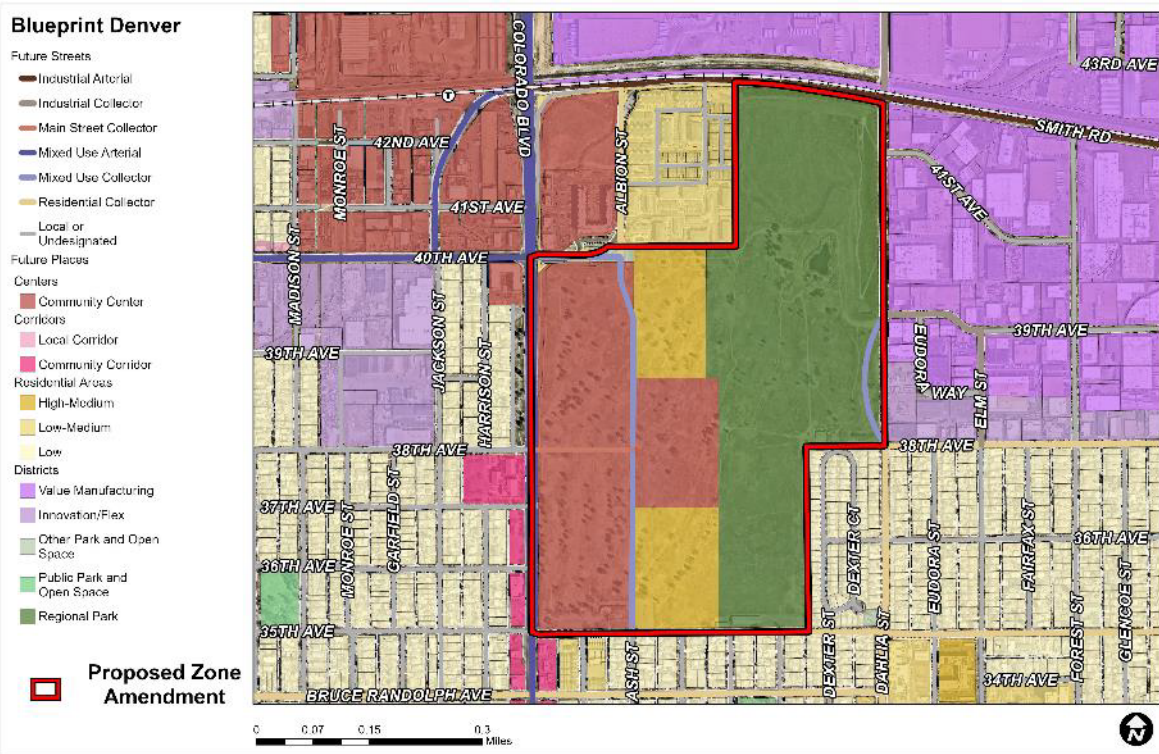 Blueprint Denver
Future Streets
Industrial Arterial
Industrial Collector
Main Street Collector
Mixed Use Arterial
Mixed Use Collector
Residential Collector
Local or
Undesignated
Future Places
Centers
Community Center
Corridors
Local Corridor
Community Corridor
Residential Areas
High-Medium
Low-Medium
Low
Districts
Value Manufacturing
Innovation/Flex
Other Park and Open
Space
Public Park and
Open Space
Regional Park
Proposed Zone
Amendment
COLORADO BLVD
43RD AVE
T
SMITH RD
MONROE ST
42ND AVE
ALBION ST
41ST AVE
41ST AVE
MADISON ST
40TH AVE
JACKSON ST
HARRISON ST
39TH AVE
39TH AVE
EUDORA
WAY
ELM ST
38TH AVE
38TH AVE
GARFIELD ST
37TH AVE
MONROE ST
36TH AVE
36TH AVE
DEXTER CT
EUDORA ST
FAIRFAX ST
GLENCOE ST
35TH AVE
ASH ST
DEXTER ST
DAHLIA ST
FOREST ST
34TH AVE
BRUCE RANDOLPH AVE
0 0.07 0.15 0.3
Miles
N